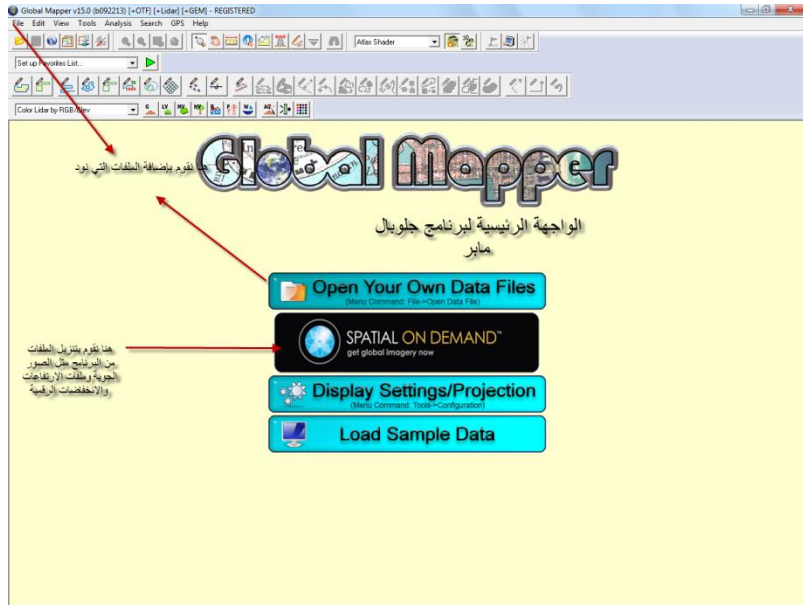 Global Mapper v15.0 (b092213) [+OTF] [+Lidar] [+GEM] - REGISTERED
File Edit View Tools Analysis Search GPS Help
Atlas Shader
Set up Favorites List...
Color Lidar by RGB/Elev
Global Mapper
هنا نقوم بإضافة الملفات التي نود
الواجهة الرئيسية لبرنامج جلوبال
مابر
Open Your Own Data Files
(Menu Command: File->Open Data File)
SPATIAL ON DEMAND™
get global imagery now
هنا نقوم بتنزيل الملفات
من البرنامج مثل الصور
الجوية وملفات الارتفاعات
والانخفضات الرقمية
Display Settings/Projection
(Menu Command: Tools->Configuration)
Load Sample Data